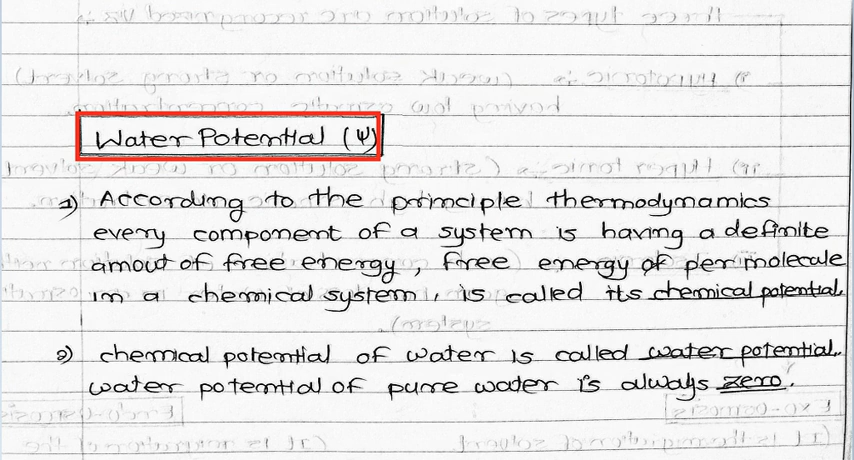 Water Potential (Ψ)
1) According to the principle thermodynamics
every component of a system is having a definite
amout of free energy, free energy of per molecule
in a chemical system, is called its chemical potential.
2) chemical potential of water is called water potential.
water potential of pure water is always zero.